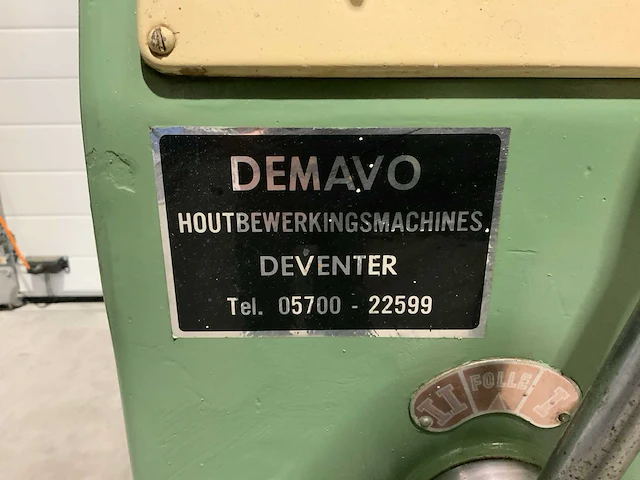 DEMAVO
HOUTBEWERKINGSMACHINES
DEVENTER
Tel. 05700 - 22599
II FOLLE I